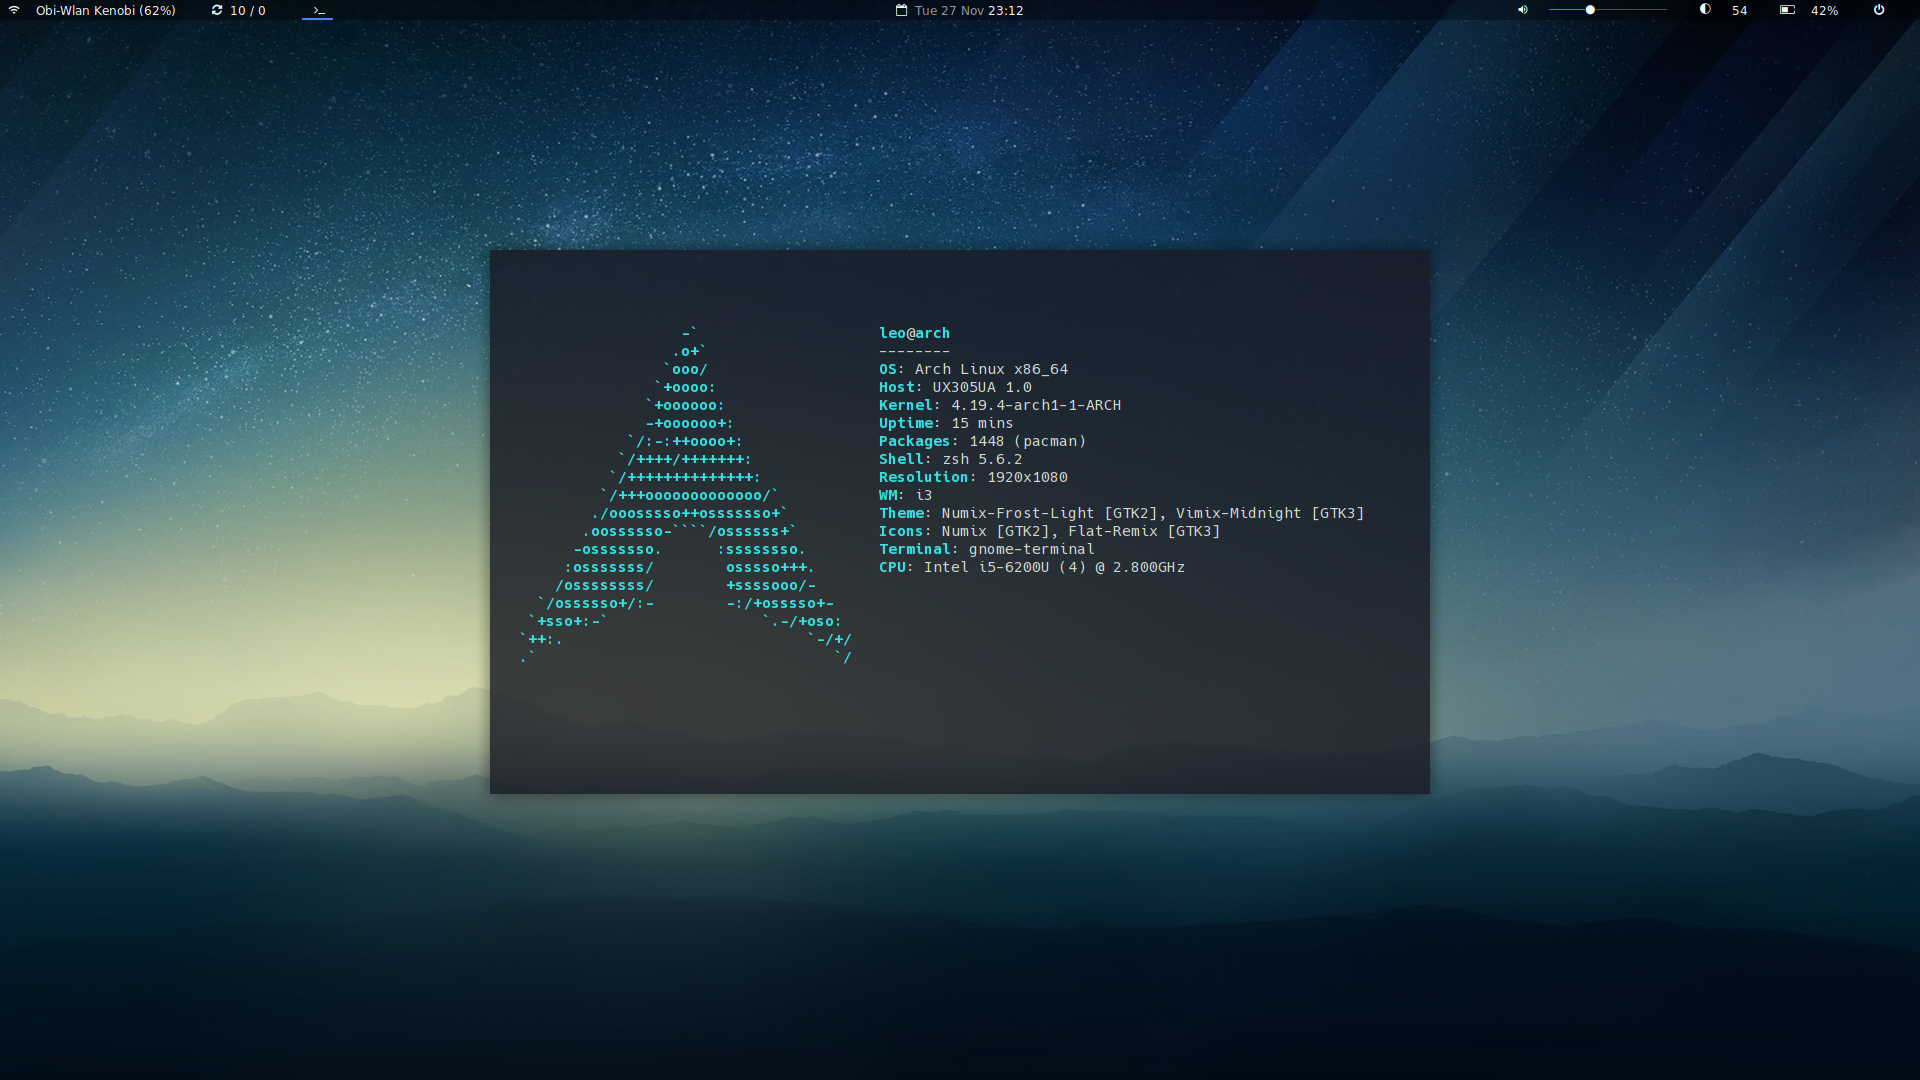 Obi-Wlan Kenobi (62%) 10 / 0 >_ Tue 27 Nov 23:12 54 42%
-`
.o+`
`ooo/
`+oooo:
`+oooooo:
-+oooooo+:
`/:-:++oooo+:
`/++++/+++++++:
`/++++++++++++++:
`/+++ooooooooooooo/`
./ooosssso++osssssso+`
.oossssso-````/ossssss+`
-osssssso. :ssssssso.
:osssssss/ osssso+++.
/ossssssss/ +ssssooo/-
`/ossssso+/:- -:/+osssso+-
`+sso+:-` `.-/+oso:
`++:. `-/+/
.` `/
leo@arch
--------
OS: Arch Linux x86_64
Host: UX305UA 1.0
Kernel: 4.19.4-arch1-1-ARCH
Uptime: 15 mins
Packages: 1448 (pacman)
Shell: zsh 5.6.2
Resolution: 1920x1080
WM: i3
Theme: Numix-Frost-Light [GTK2], Vimix-Midnight [GTK3]
Icons: Numix [GTK2], Flat-Remix [GTK3]
Terminal: gnome-terminal
CPU: Intel i5-6200U (4) @ 2.800GHz